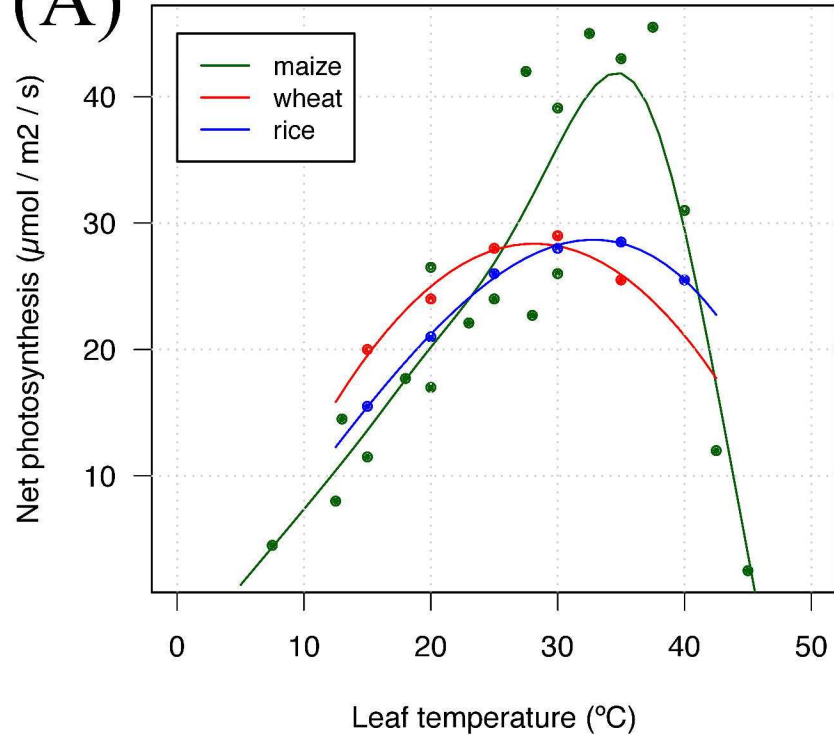 (A)
maize
wheat
rice
Net photosynthesis (µmol / m2 / s)
40
30
20
10
0 10 20 30 40 50
Leaf temperature (ºC)